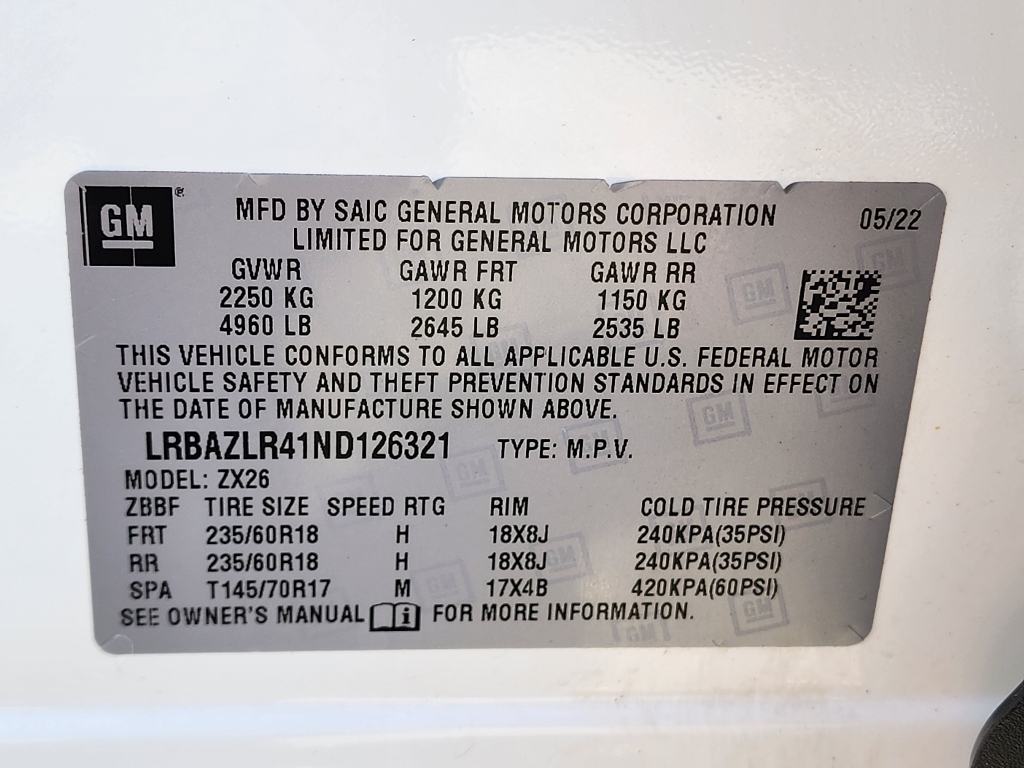 GM ®
MFD BY SAIC GENERAL MOTORS CORPORATION 05/22
LIMITED FOR GENERAL MOTORS LLC
GVWR GAWR FRT GAWR RR
2250 KG 1200 KG 1150 KG
4960 LB 2645 LB 2535 LB
THIS VEHICLE CONFORMS TO ALL APPLICABLE U.S. FEDERAL MOTOR
VEHICLE SAFETY AND THEFT PREVENTION STANDARDS IN EFFECT ON
THE DATE OF MANUFACTURE SHOWN ABOVE.
LRBAZLR41ND126321 TYPE: M.P.V.
MODEL: ZX26
ZBBF TIRE SIZE SPEED RTG RIM COLD TIRE PRESSURE
FRT 235/60R18 H 18X8J 240KPA(35PSI)
RR 235/60R18 H 18X8J 240KPA(35PSI)
SPA T145/70R17 M 17X4B 420KPA(60PSI)
SEE OWNER'S MANUAL i FOR MORE INFORMATION.